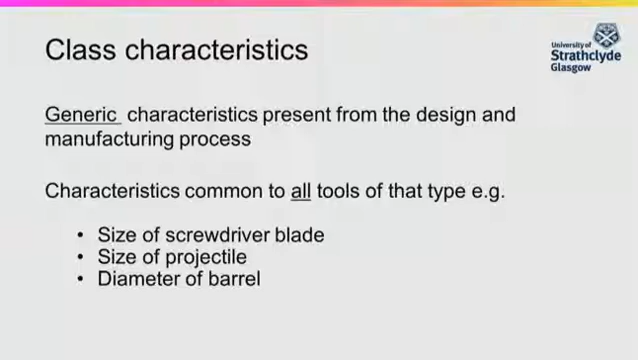 Class characteristics
University of
Strathclyde
Glasgow
Generic characteristics present from the design and
manufacturing process
Characteristics common to all tools of that type e.g.
• Size of screwdriver blade
• Size of projectile
• Diameter of barrel